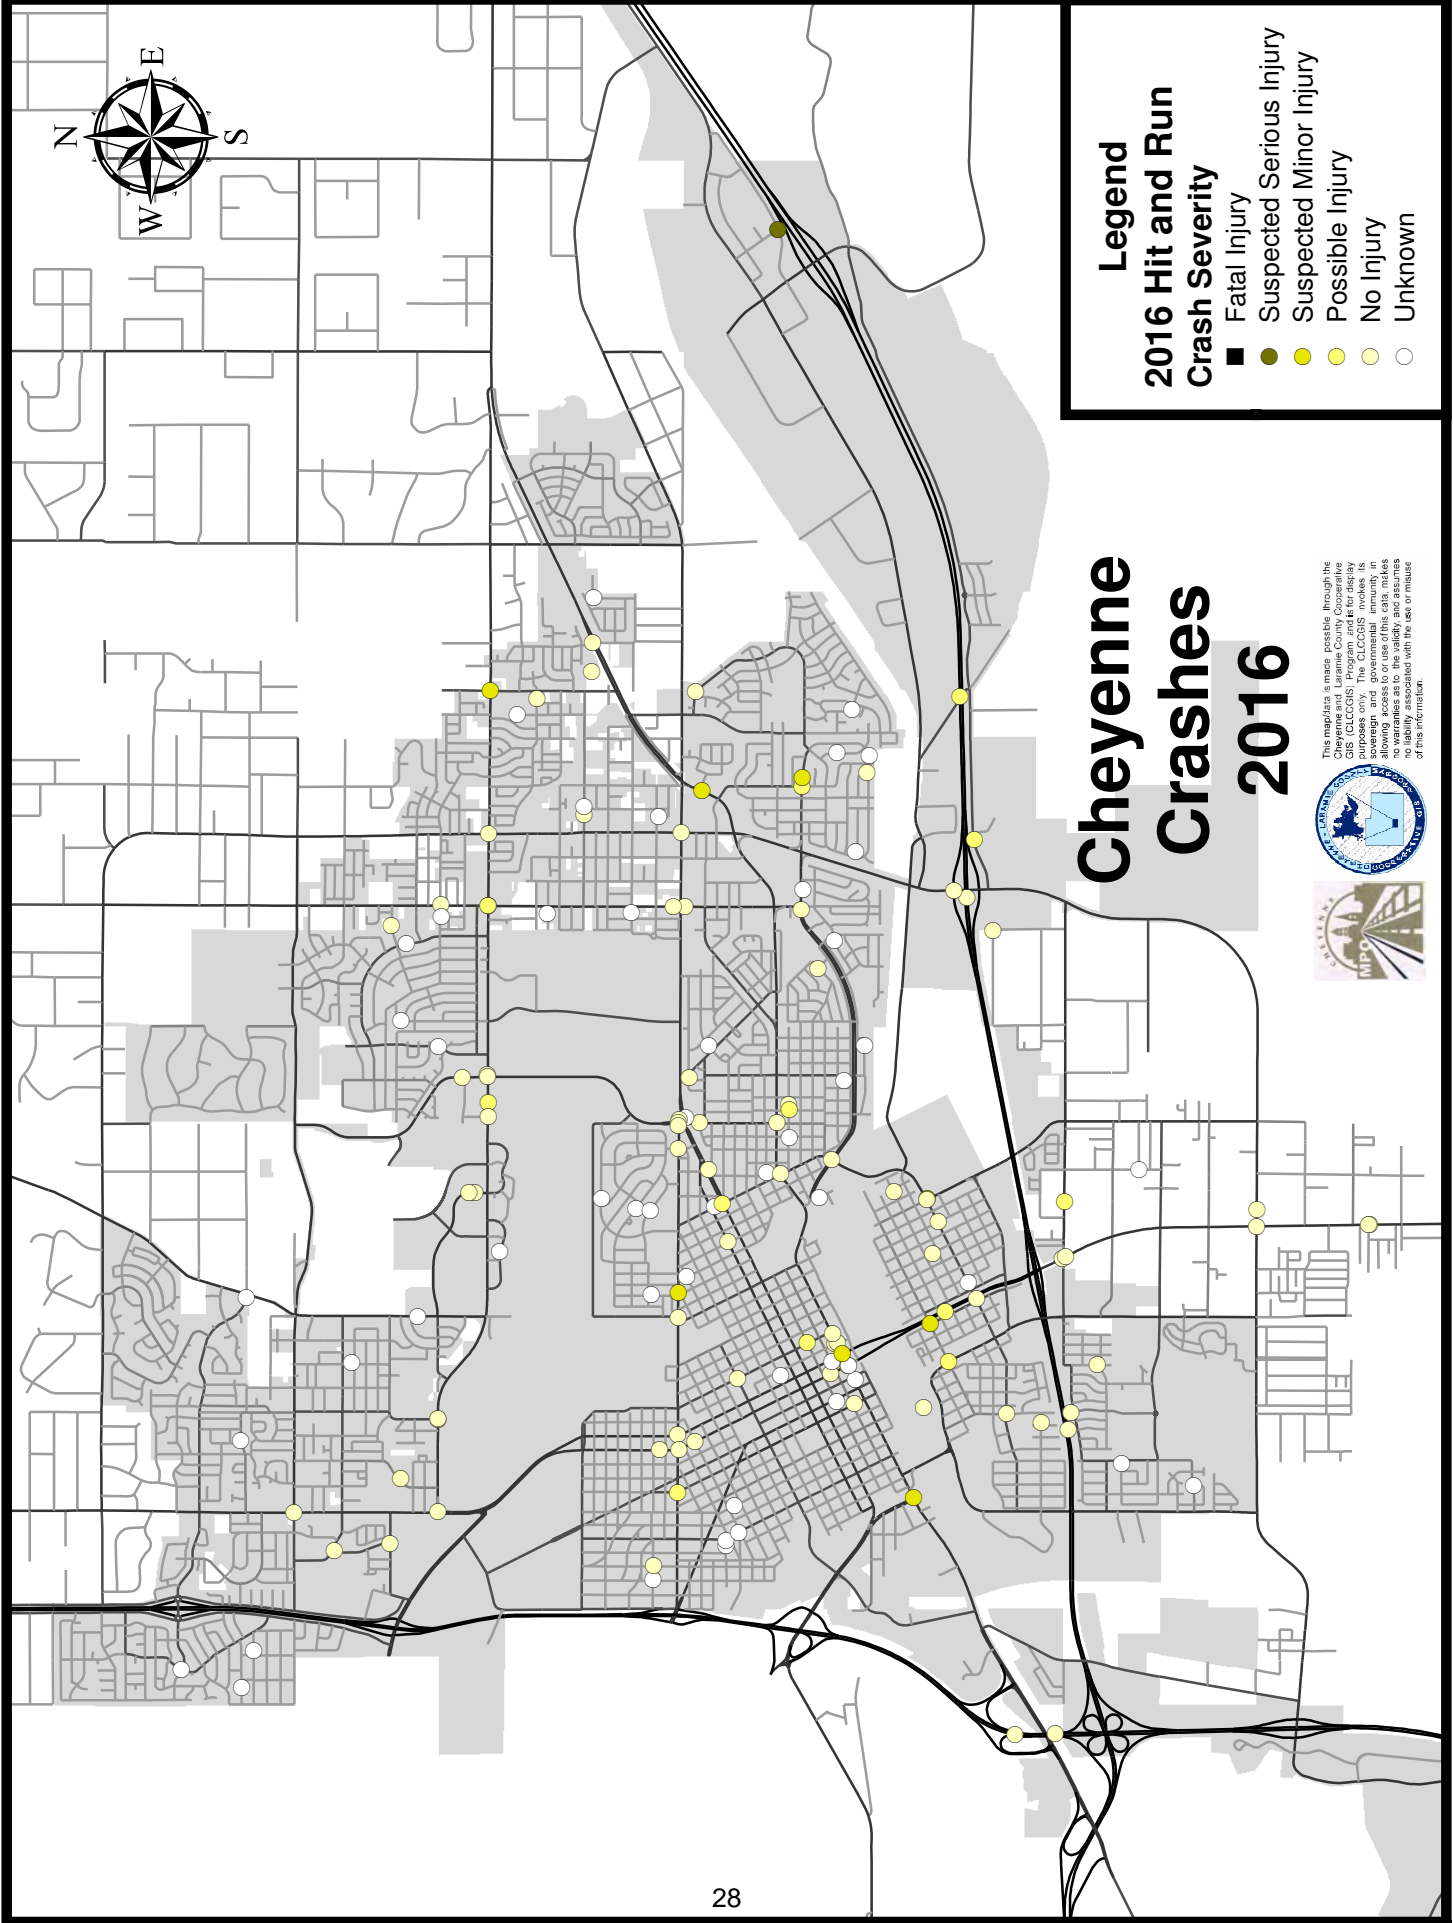 N
E
S
W
Legend
2016 Hit and Run
Crash Severity
Fatal Injury
Suspected Serious Injury
Suspected Minor Injury
Possible Injury
No Injury
Unknown
Cheyenne
Crashes
2016
This map/data is made possible through the
Cheyenne and Laramie County Cooperative
GIS (CLCCGIS) Program and is for display
purposes only. The CLCCGIS invokes its
sovereign and governmental immunity in
allowing access to or use of this data, makes
no warranties as to the validity, and assumes
no liability associated with the use or misuse
of this information.
CHEYENNE
MPO
28